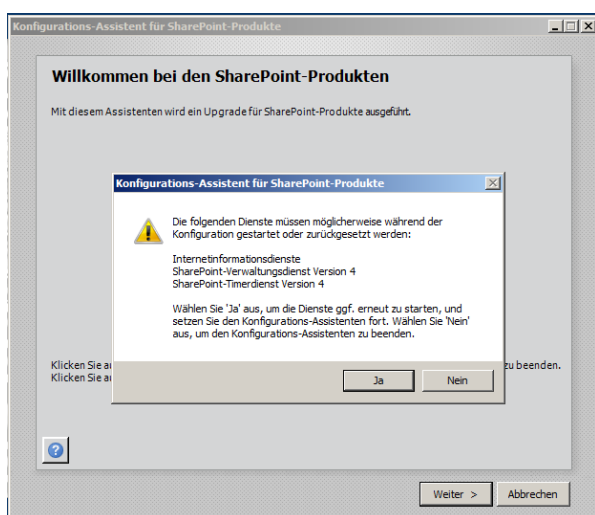 Konfigurations-Assistent für SharePoint-Produkte
Willkommen bei den SharePoint-Produkten
Mit diesem Assistenten wird ein Upgrade für SharePoint-Produkte ausgeführt.
Konfigurations-Assistent für SharePoint-Produkte
Die folgenden Dienste müssen möglicherweise während der
Konfiguration gestartet oder zurückgesetzt werden:
Internetinformationsdienste
SharePoint-Verwaltungsdienst Version 4
SharePoint-Timerdienst Version 4
Wählen Sie 'Ja' aus, um die Dienste ggf. erneut zu starten, und
setzen Sie den Konfigurations-Assistenten fort. Wählen Sie 'Nein'
aus, um den Konfigurations-Assistenten zu beenden.
Ja Nein
Klicken Sie zu beenden.
Klicken Sie
Weiter > Abbrechen